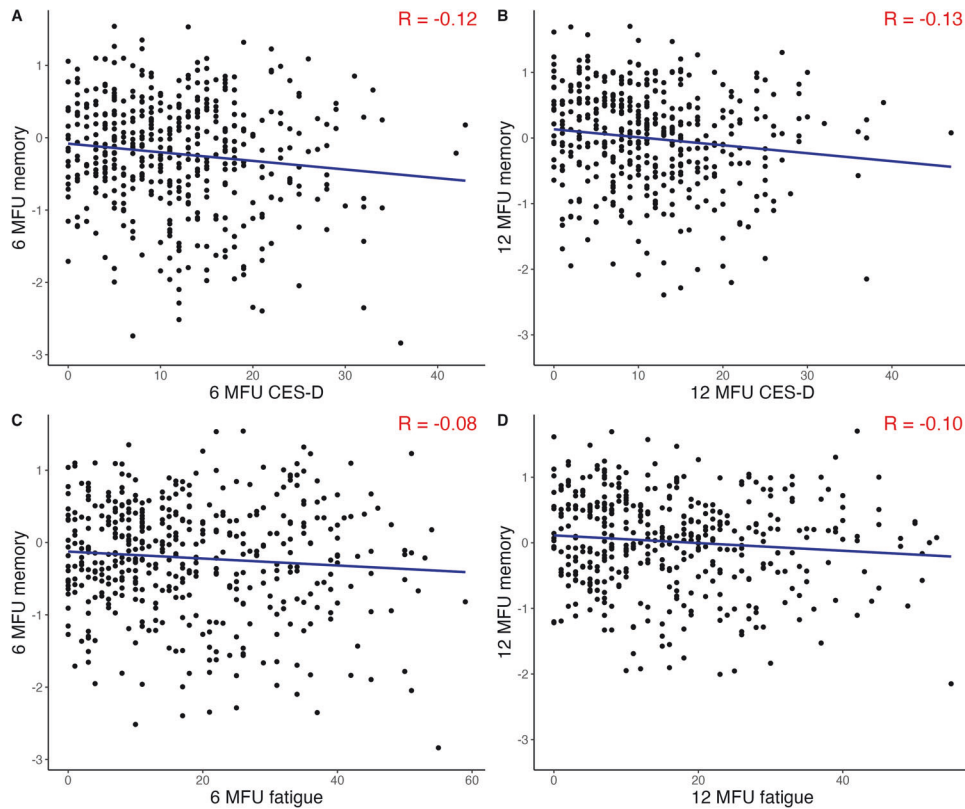 A
R = -0.12
6 MFU memory
1
0
-1
-2
-3
0
10
20
30
40
6 MFU CES-D
B
R = -0.13
12 MFU memory
1
0
-1
-2
-3
0
10
20
30
40
12 MFU CES-D
C
R = -0.08
6 MFU memory
1
0
-1
-2
-3
0
20
40
60
6 MFU fatigue
D
R = -0.10
12 MFU memory
1
0
-1
-2
-3
0
20
40
12 MFU fatigue